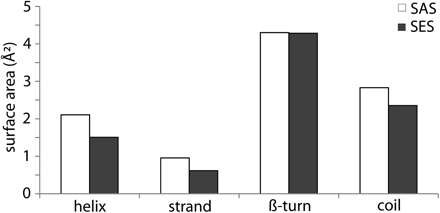 SAS
SES
surface area (Å²)
5
4
3
2
1
0
helix
strand
ß-turn
coil